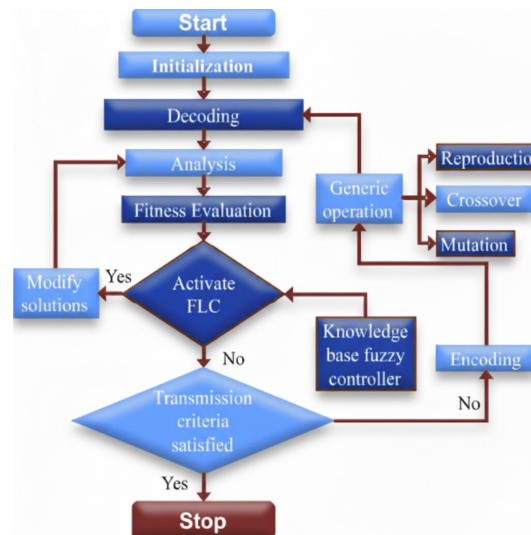 Start
Initialization
Decoding
Analysis
Fitness Evaluation
Generic
operation
Reproduction
Crossover
Mutation
Modify
solutions
Yes
Activate
FLC
No
Knowledge
base fuzzy
controller
Encoding
No
Transmission
criteria
satisfied
Yes
Stop